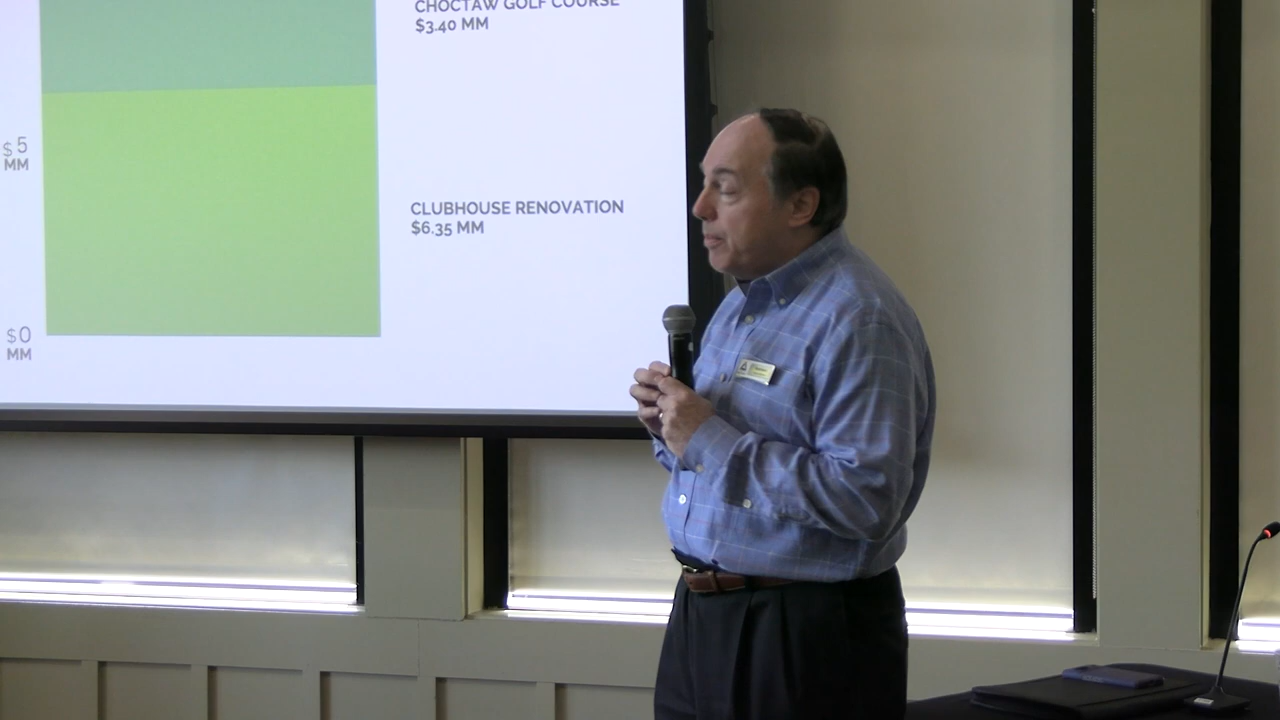 CHOCTAW GOLF COURSE
$3.40 MM
$5
MM
CLUBHOUSE RENOVATION
$6.35 MM
$0
MM